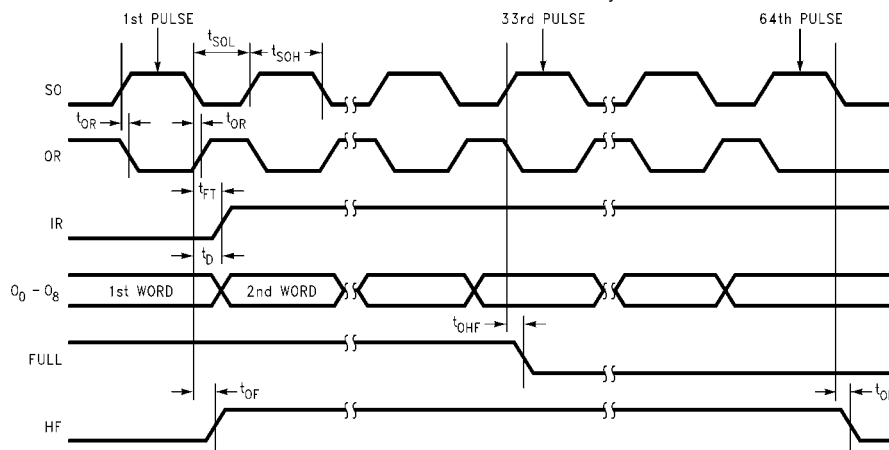 1st PULSE 33rd PULSE 64th PULSE
tSOL tSOH
SO
tOR tOR
OR
tFT
IR
tD
O0 - O8 1st WORD 2nd WORD
tOHF
FULL
tOF
HF